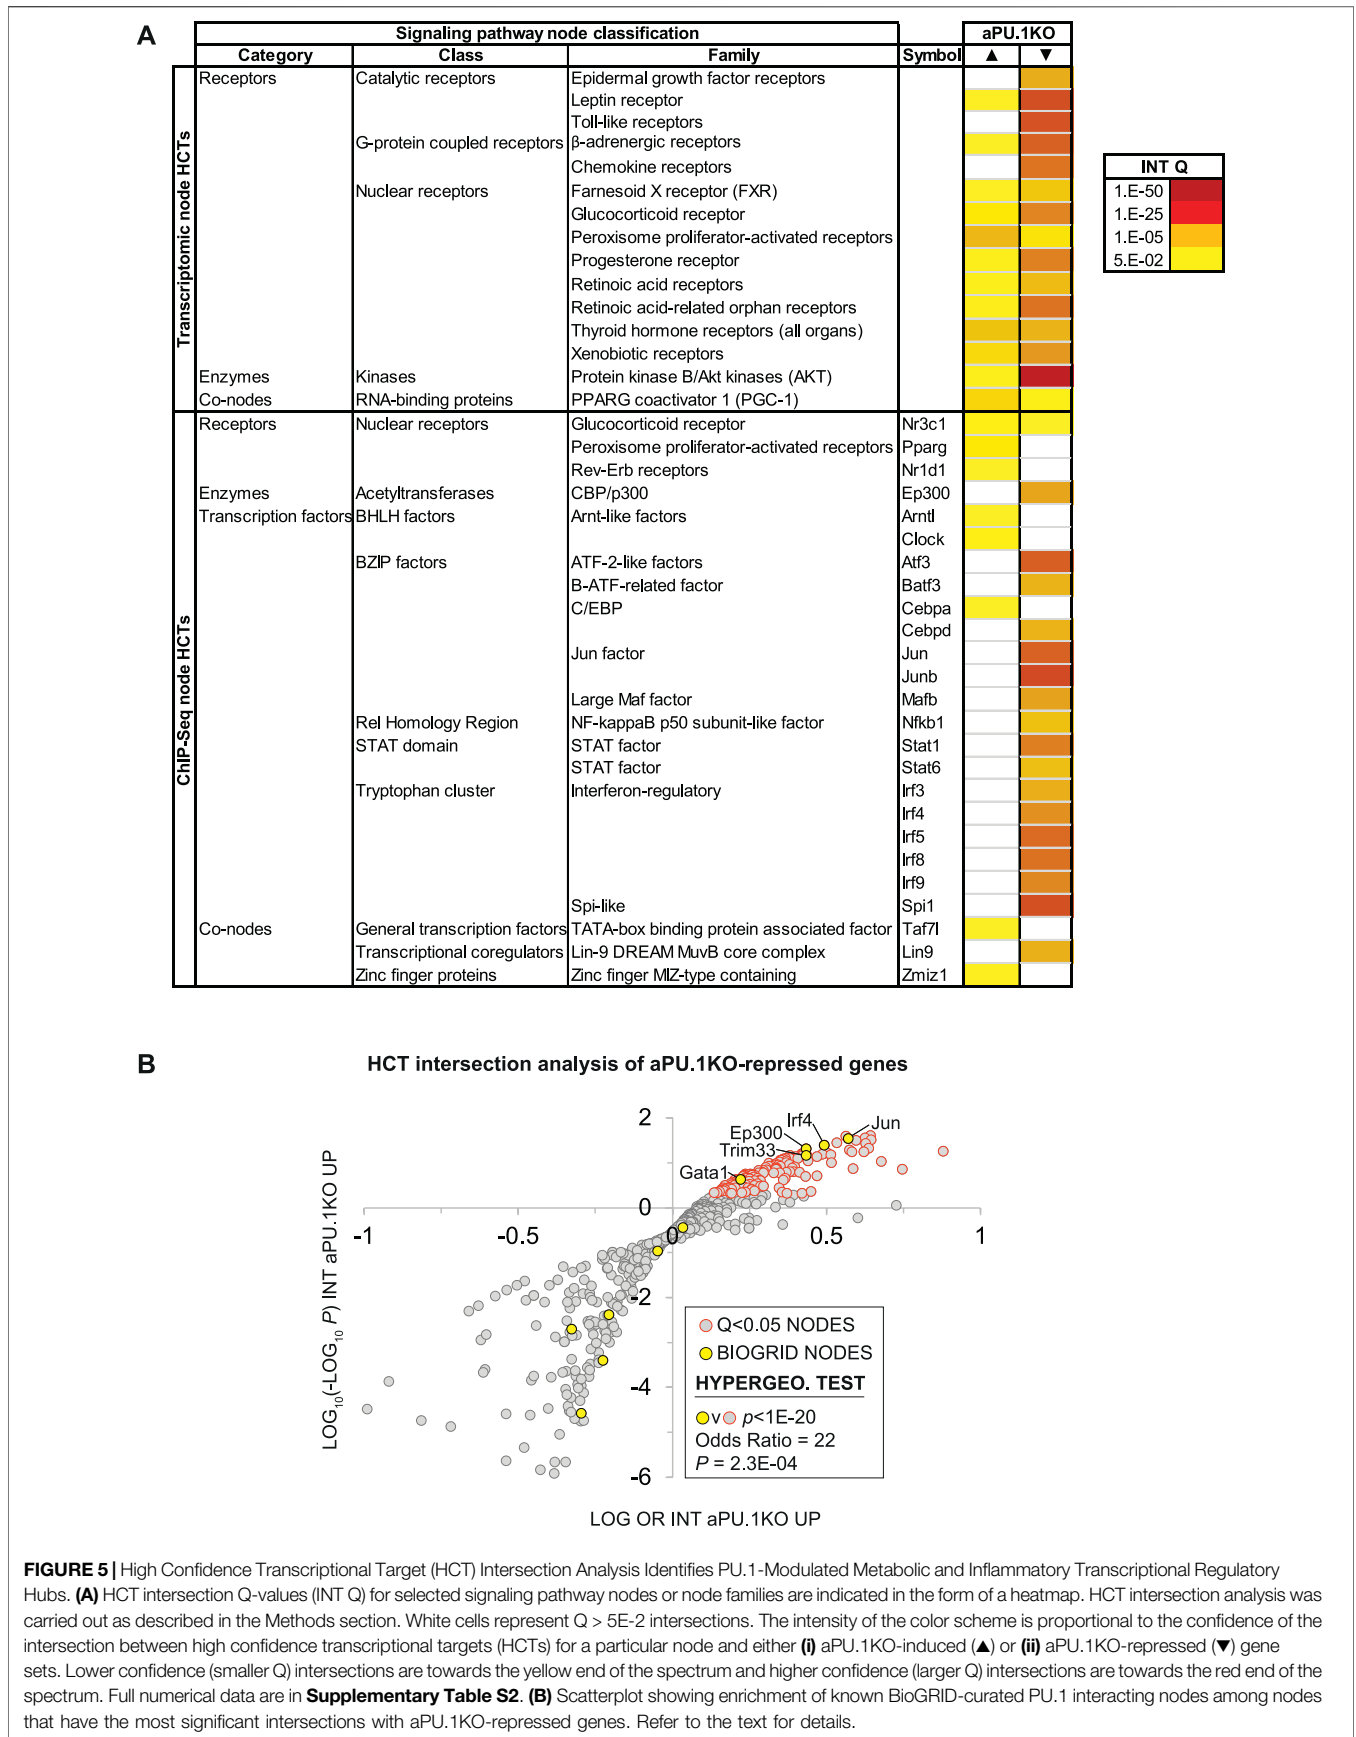 A
Signaling pathway node classification aPU.1KO
Category Class Family Symbol ▲ ▼
Transcriptomic node HCTs
Receptors Catalytic receptors Epidermal growth factor receptors
Leptin receptor
Toll-like receptors
G-protein coupled receptors β-adrenergic receptors
Chemokine receptors
Nuclear receptors Farnesoid X receptor (FXR)
Glucocorticoid receptor
Peroxisome proliferator-activated receptors
Progesterone receptor
Retinoic acid receptors
Retinoic acid-related orphan receptors
Thyroid hormone receptors (all organs)
Xenobiotic receptors
Enzymes Kinases Protein kinase B/Akt kinases (AKT)
Co-nodes RNA-binding proteins PPARG coactivator 1 (PGC-1)
ChIP-Seq node HCTs
Receptors Nuclear receptors Glucocorticoid receptor Nr3c1
Peroxisome proliferator-activated receptors Pparg
Rev-Erb receptors Nr1d1
Enzymes Acetyltransferases CBP/p300 Ep300
Transcription factors BHLH factors Arnt-like factors Arntl
Clock
BZIP factors ATF-2-like factors Atf3
B-ATF-related factor Batf3
C/EBP Cebpa
Cebpd
Jun factor Jun
Junb
Large Maf factor Mafb
Rel Homology Region NF-kappaB p50 subunit-like factor Nfkb1
STAT domain STAT factor Stat1
STAT factor Stat6
Tryptophan cluster Interferon-regulatory Irf3
Irf4
Irf5
Irf8
Irf9
Spi-like Spi1
Co-nodes General transcription factors TATA-box binding protein associated factor Taf7l
Transcriptional coregulators Lin-9 DREAM MuvB core complex Lin9
Zinc finger proteins Zinc finger MIZ-type containing Zmiz1
INT Q
1.E-50
1.E-25
1.E-05
5.E-02
B
HCT intersection analysis of aPU.1KO-repressed genes
LOG₁₀(-LOG₁₀ P) INT aPU.1KO UP
2
0
-2
-4
-6
-1 -0.5 0 0.5 1
Irf4
Jun
Ep300
Trim33
Gata1
Q<0.05 NODES
BIOGRID NODES
HYPERGEO. TEST
v p<1E-20
Odds Ratio = 22
P = 2.3E-04
LOG OR INT aPU.1KO UP
FIGURE 5 | High Confidence Transcriptional Target (HCT) Intersection Analysis Identifies PU.1-Modulated Metabolic and Inflammatory Transcriptional Regulatory
Hubs. (A) HCT intersection Q-values (INT Q) for selected signaling pathway nodes or node families are indicated in the form of a heatmap. HCT intersection analysis was
carried out as described in the Methods section. White cells represent Q > 5E-2 intersections. The intensity of the color scheme is proportional to the confidence of the
intersection between high confidence transcriptional targets (HCTs) for a particular node and either (i) aPU.1KO-induced (▲) or (ii) aPU.1KO-repressed (▼) gene
sets. Lower confidence (smaller Q) intersections are towards the yellow end of the spectrum and higher confidence (larger Q) intersections are towards the red end of the
spectrum. Full numerical data are in Supplementary Table S2. (B) Scatterplot showing enrichment of known BioGRID-curated PU.1 interacting nodes among nodes
that have the most significant intersections with aPU.1KO-repressed genes. Refer to the text for details.